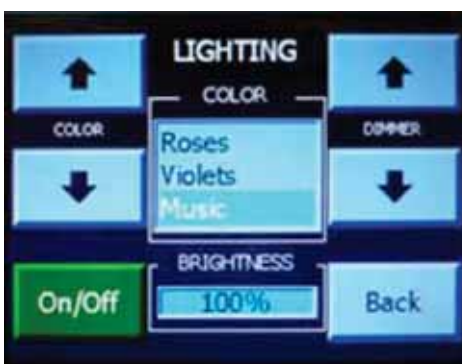 LIGHTING
COLOR
COLOR
DIMMER
Roses
Violets
Music
BRIGHTNESS
On/Off
100%
Back